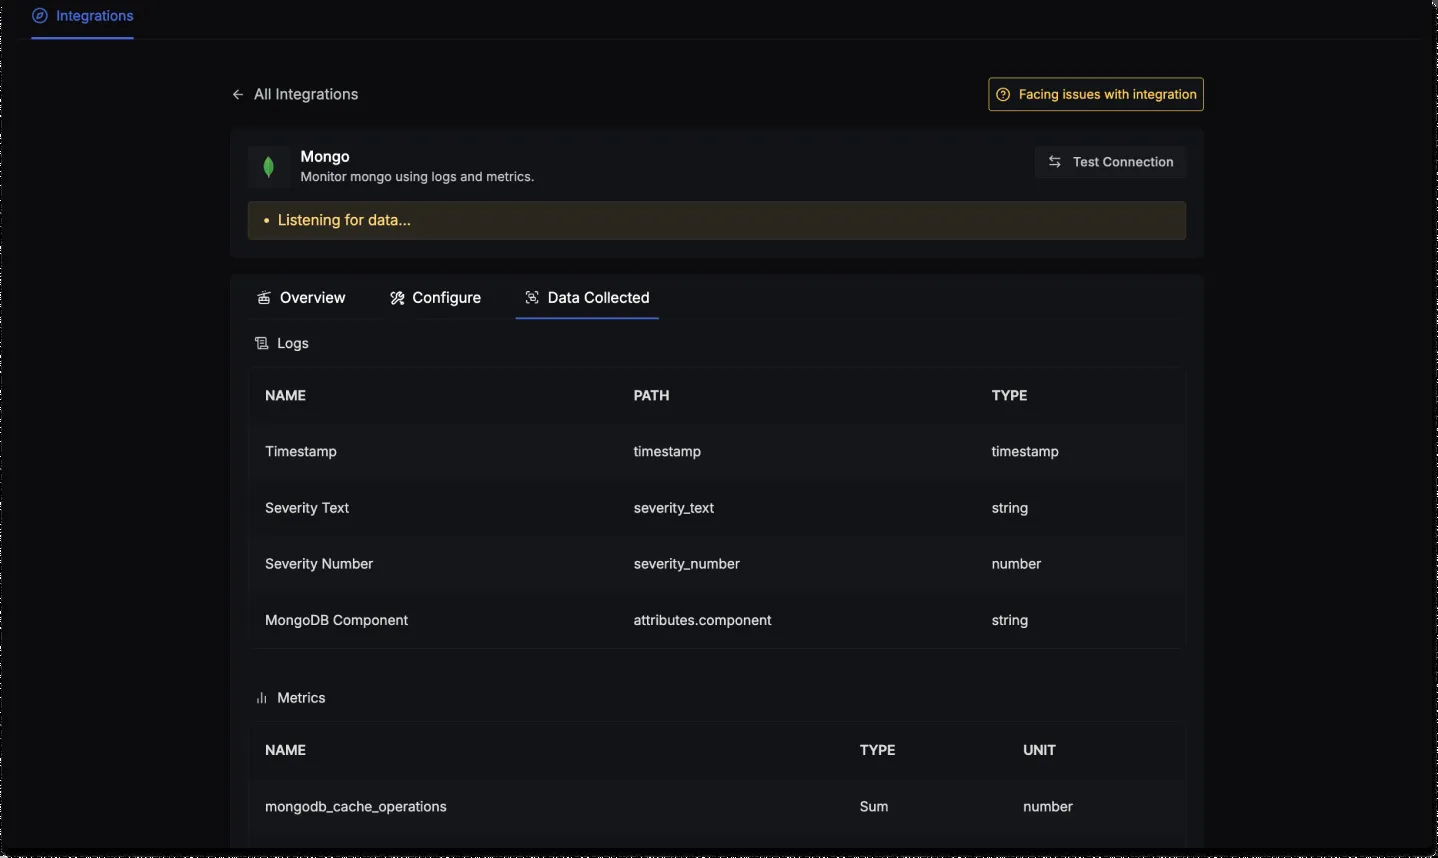 Integrations
← All Integrations
Facing issues with integration
Mongo
Monitor mongo using logs and metrics.
Test Connection
• Listening for data...
Overview Configure Data Collected
Logs
NAME PATH TYPE
Timestamp timestamp timestamp
Severity Text severity_text string
Severity Number severity_number number
MongoDB Component attributes.component string
Metrics
NAME TYPE UNIT
mongodb_cache_operations Sum number